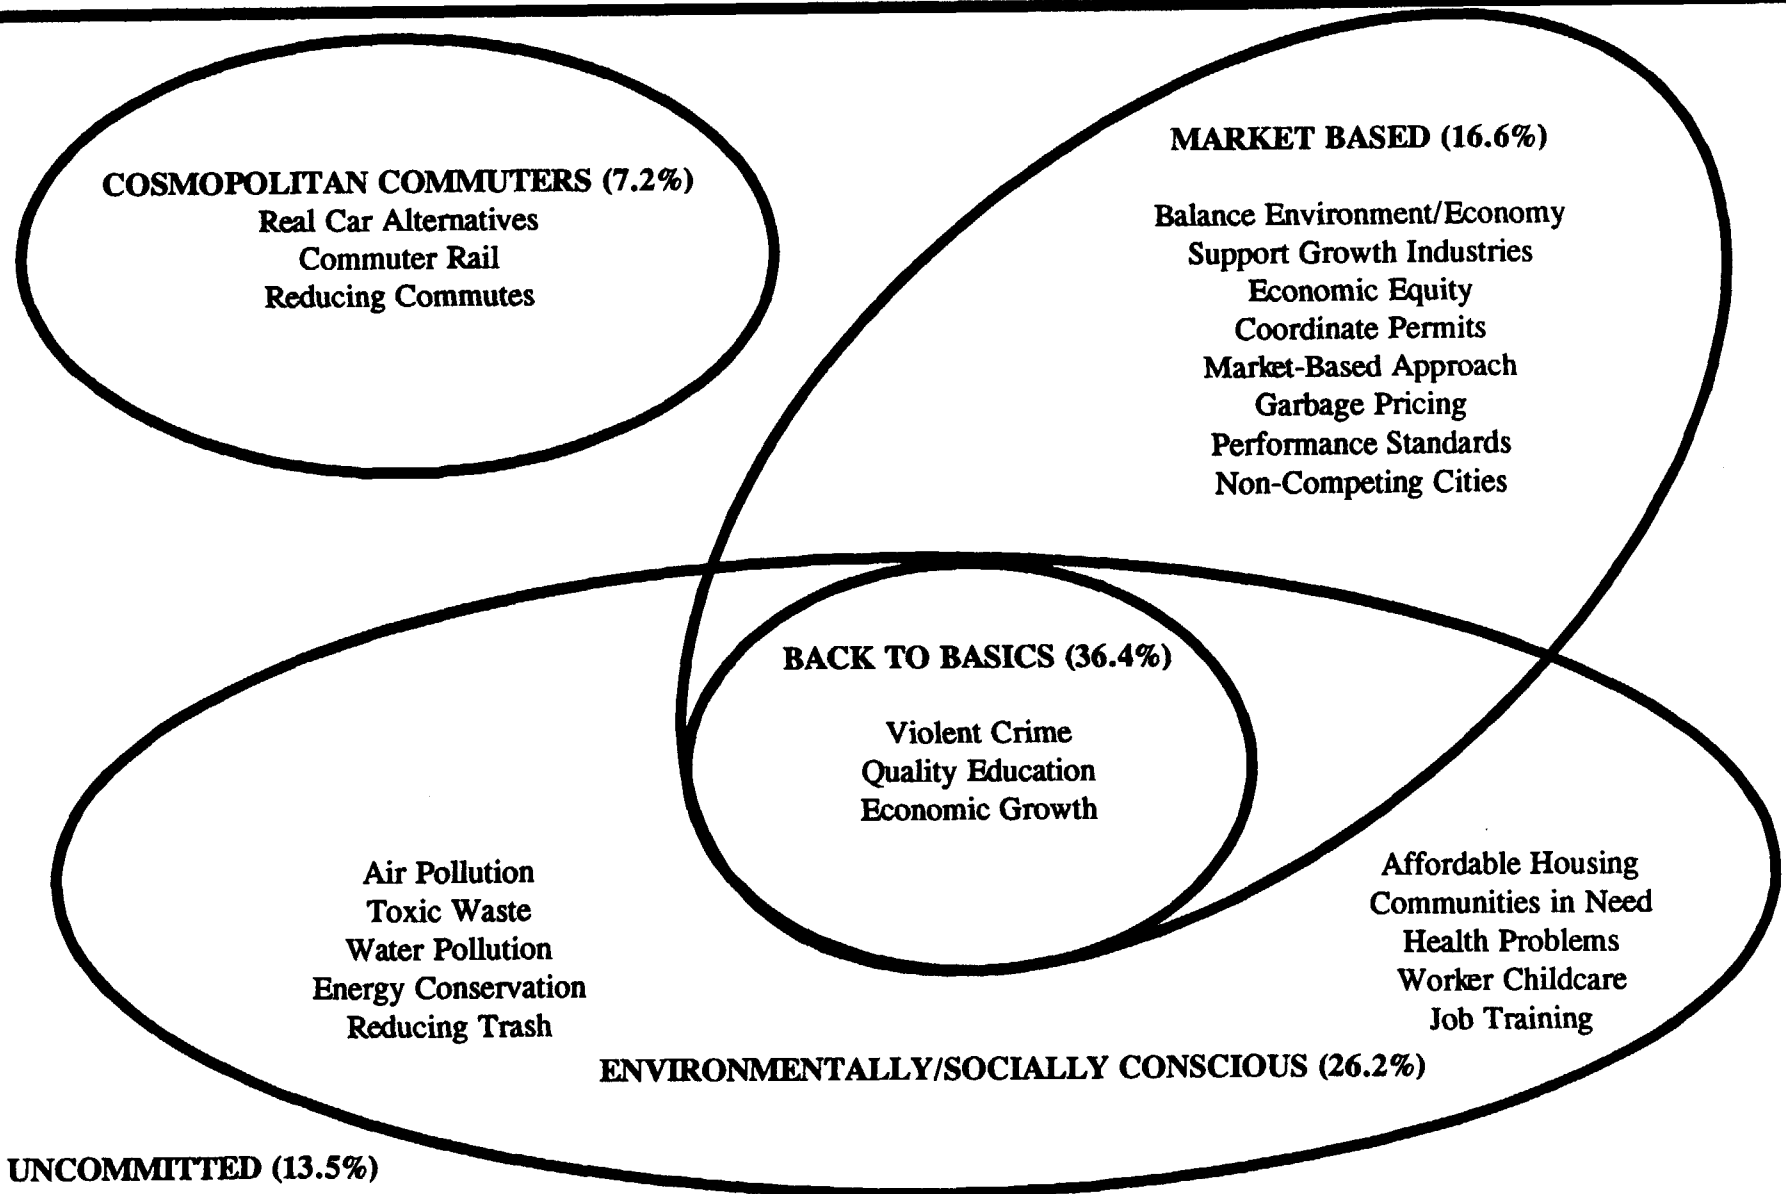 COSMOPOLITAN COMMUTERS (7.2%)
Real Car Alternatives
Commuter Rail
Reducing Commutes
MARKET BASED (16.6%)
Balance Environment/Economy
Support Growth Industries
Economic Equity
Coordinate Permits
Market-Based Approach
Garbage Pricing
Performance Standards
Non-Competing Cities
BACK TO BASICS (36.4%)
Violent Crime
Quality Education
Economic Growth
Air Pollution
Toxic Waste
Water Pollution
Energy Conservation
Reducing Trash
Affordable Housing
Communities in Need
Health Problems
Worker Childcare
Job Training
ENVIRONMENTALLY/SOCIALLY CONSCIOUS (26.2%)
UNCOMMITTED (13.5%)